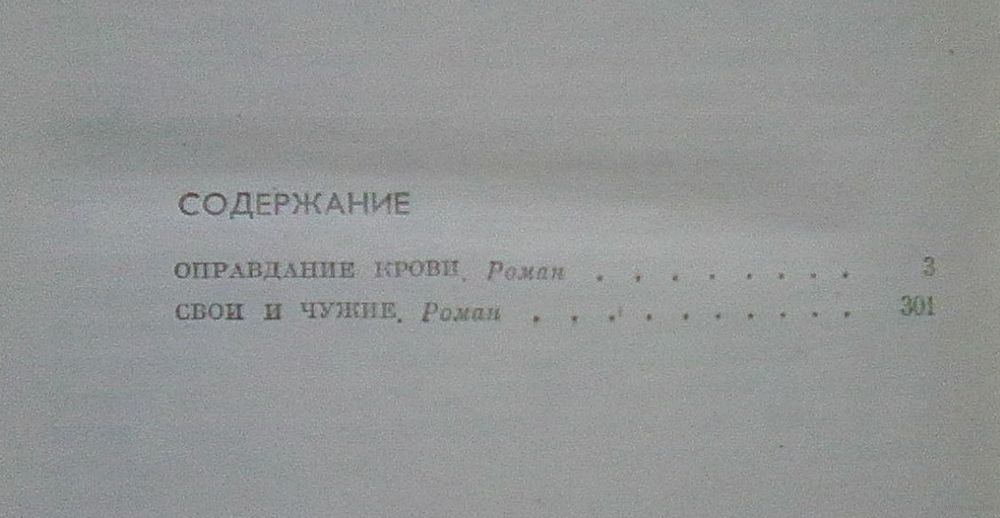 СОДЕРЖАНИЕ
ОПРАВДАНИЕ КРОВИ. Роман . . . . . . . . 3
СВОИ И ЧУЖИЕ. Роман . . . . . . . . . 301